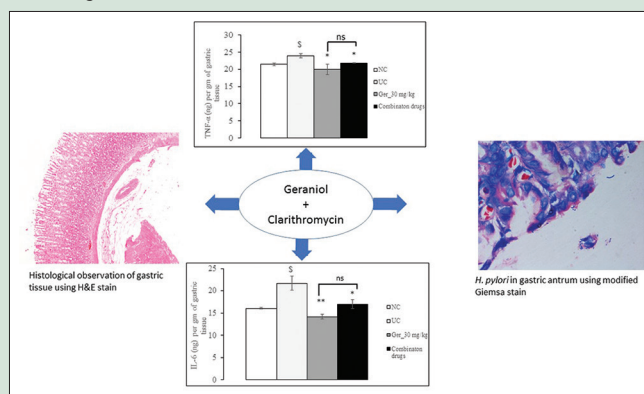 ns
$
*
*
30
25
20
15
10
5
0
TNF-α (ng) per gm of gastric
tissue
NC
UC
Ger_30 mg/kg
Combinaton drugs
Geraniol
+
Clarithromycin
Histological observation of gastric
tissue using H&E stain
H. pylori in gastric antrum using modified
Giemsa stain
$
ns
**
*
25
20
15
10
5
0
IL-6 (ng) per gm of gastric
tissue
NC
UC
Ger_30 mg/kg
Combinaton
drugs